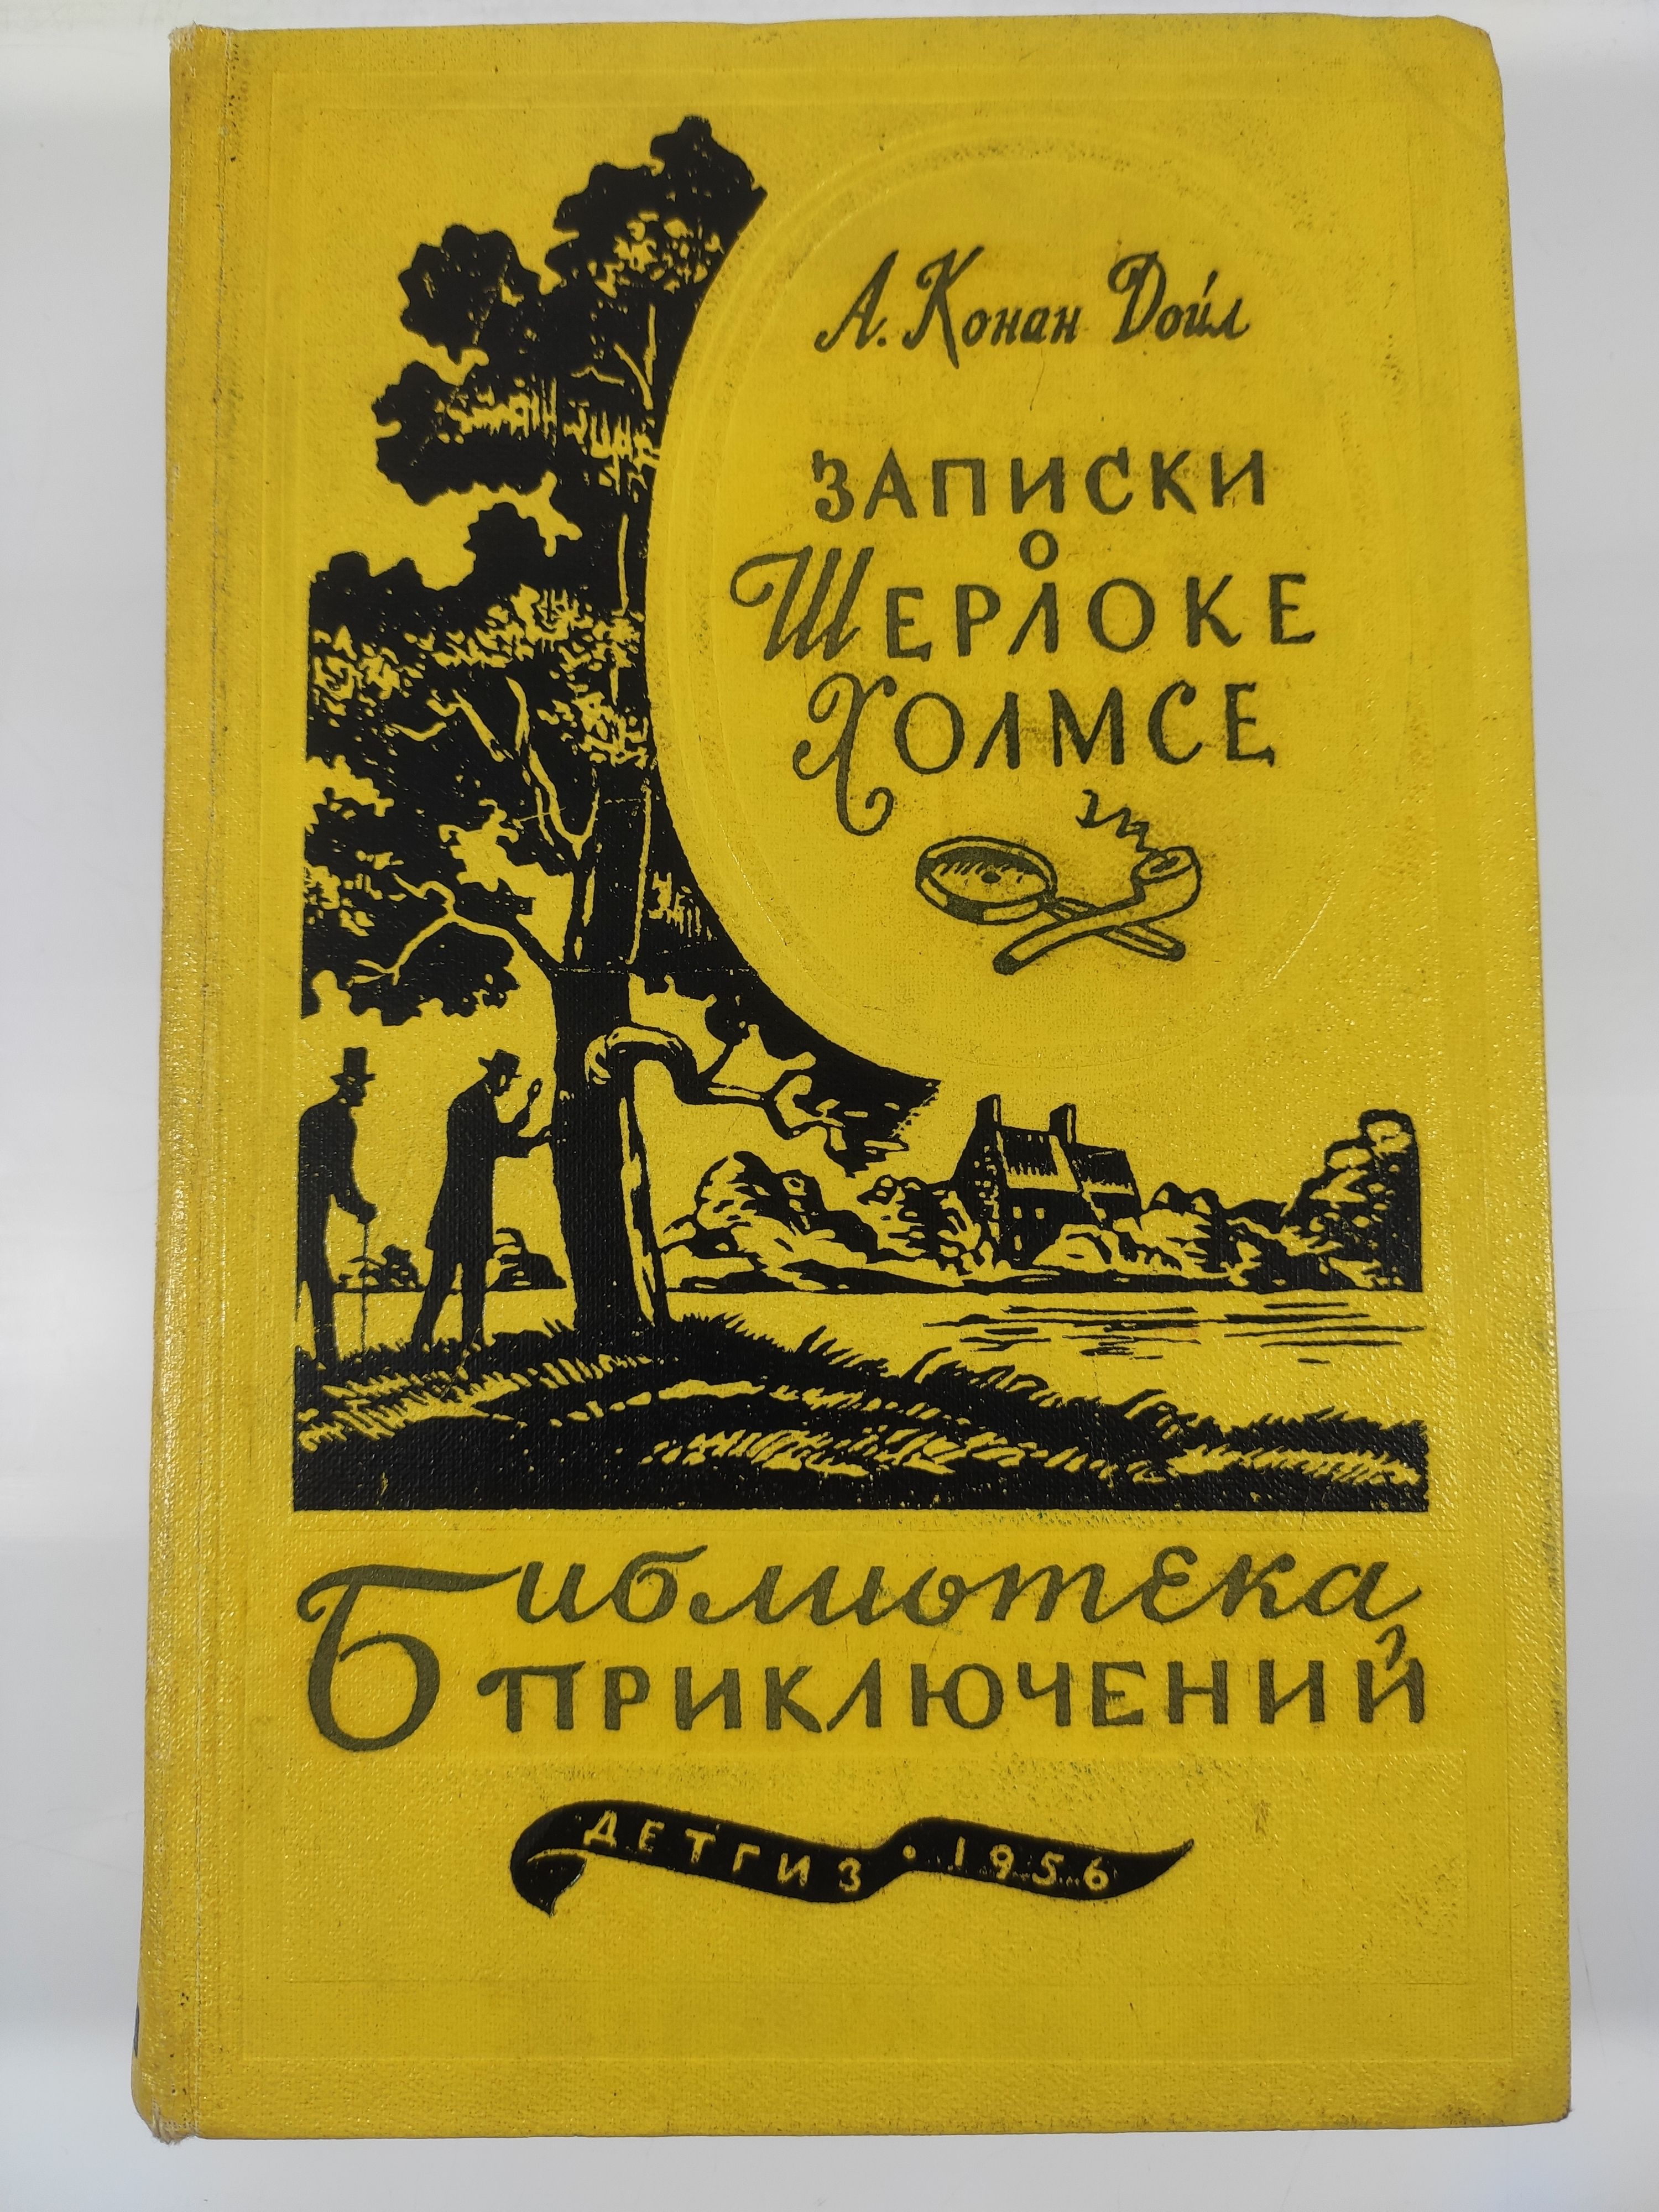 А. Конан Дойл
ЗАПИСКИ
О
ШЕРЛОКЕ
ХОЛМСЕ
Библиотека
ПРИКЛЮЧЕНИЙ
ДЕТГИЗ • 1956